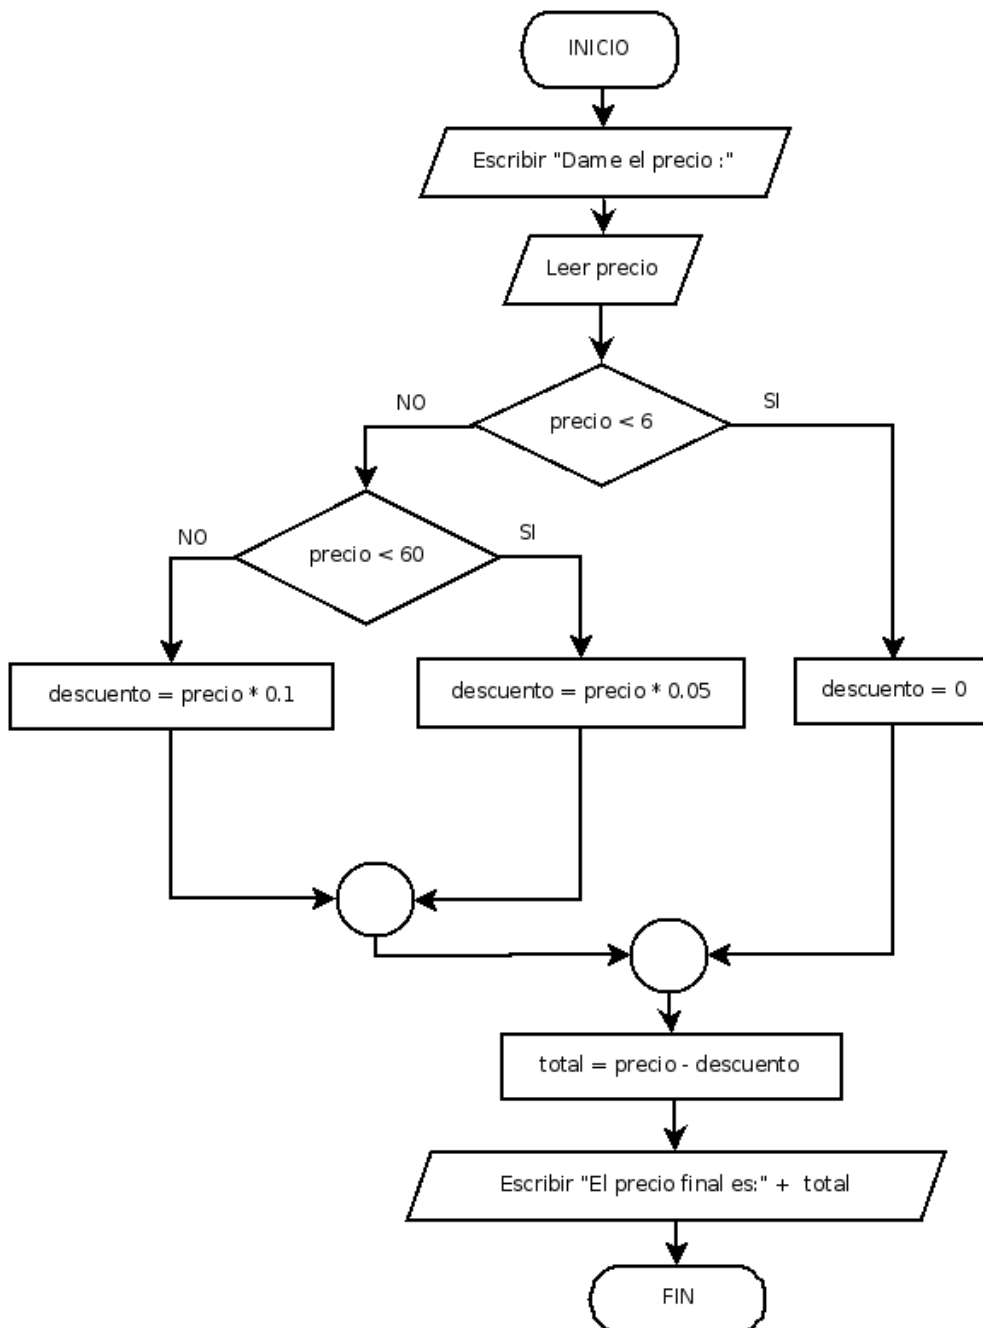 INICIO
Escribir "Dame el precio :"
Leer precio
NO
SI
precio < 6
NO
SI
precio < 60
descuento = precio * 0.1
descuento = precio * 0.05
descuento = 0
total = precio - descuento
Escribir "El precio final es:" + total
FIN